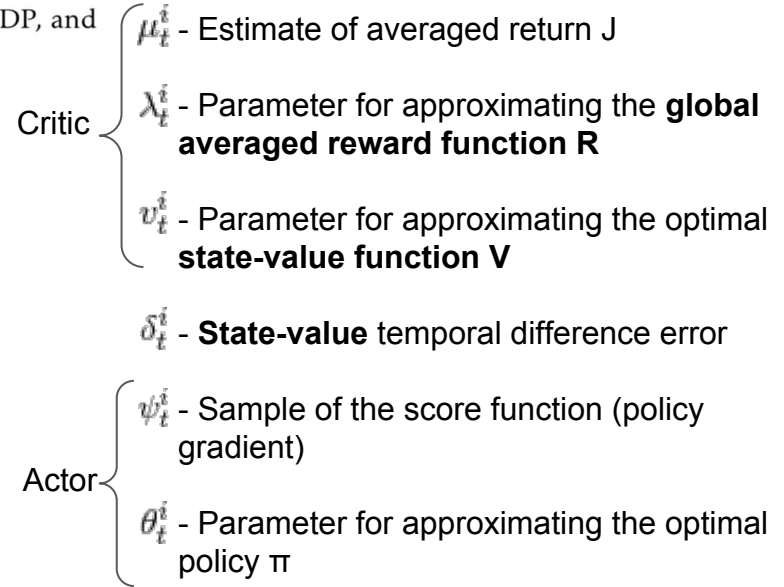 DP, and
μ_t^i - Estimate of averaged return J
Critic
λ_t^i - Parameter for approximating the global
averaged reward function R
υ_t^i - Parameter for approximating the optimal
state-value function V
δ_t^i - State-value temporal difference error
Actor
ψ_t^i - Sample of the score function (policy
gradient)
θ_t^i - Parameter for approximating the optimal
policy π